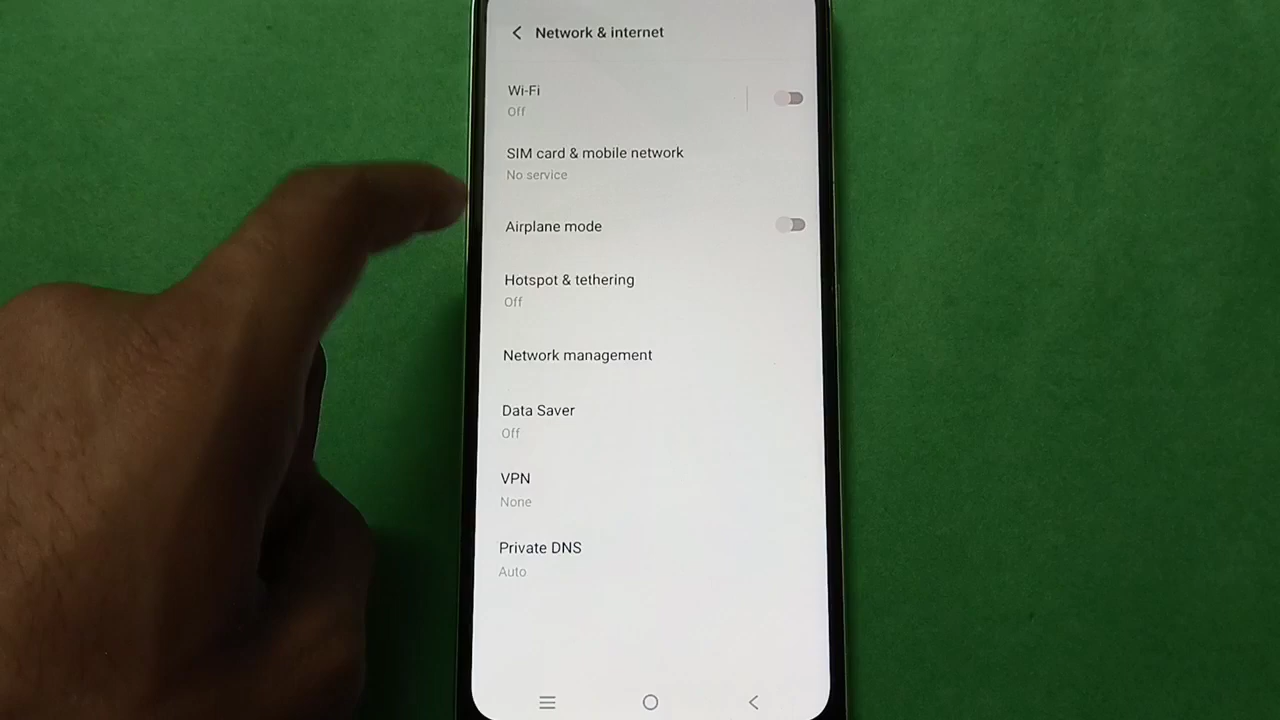 Network & internet
Wi-Fi
Off
SIM card & mobile network
No service
Airplane mode
Hotspot & tethering
Off
Network management
Data Saver
Off
VPN
None
Private DNS
Auto